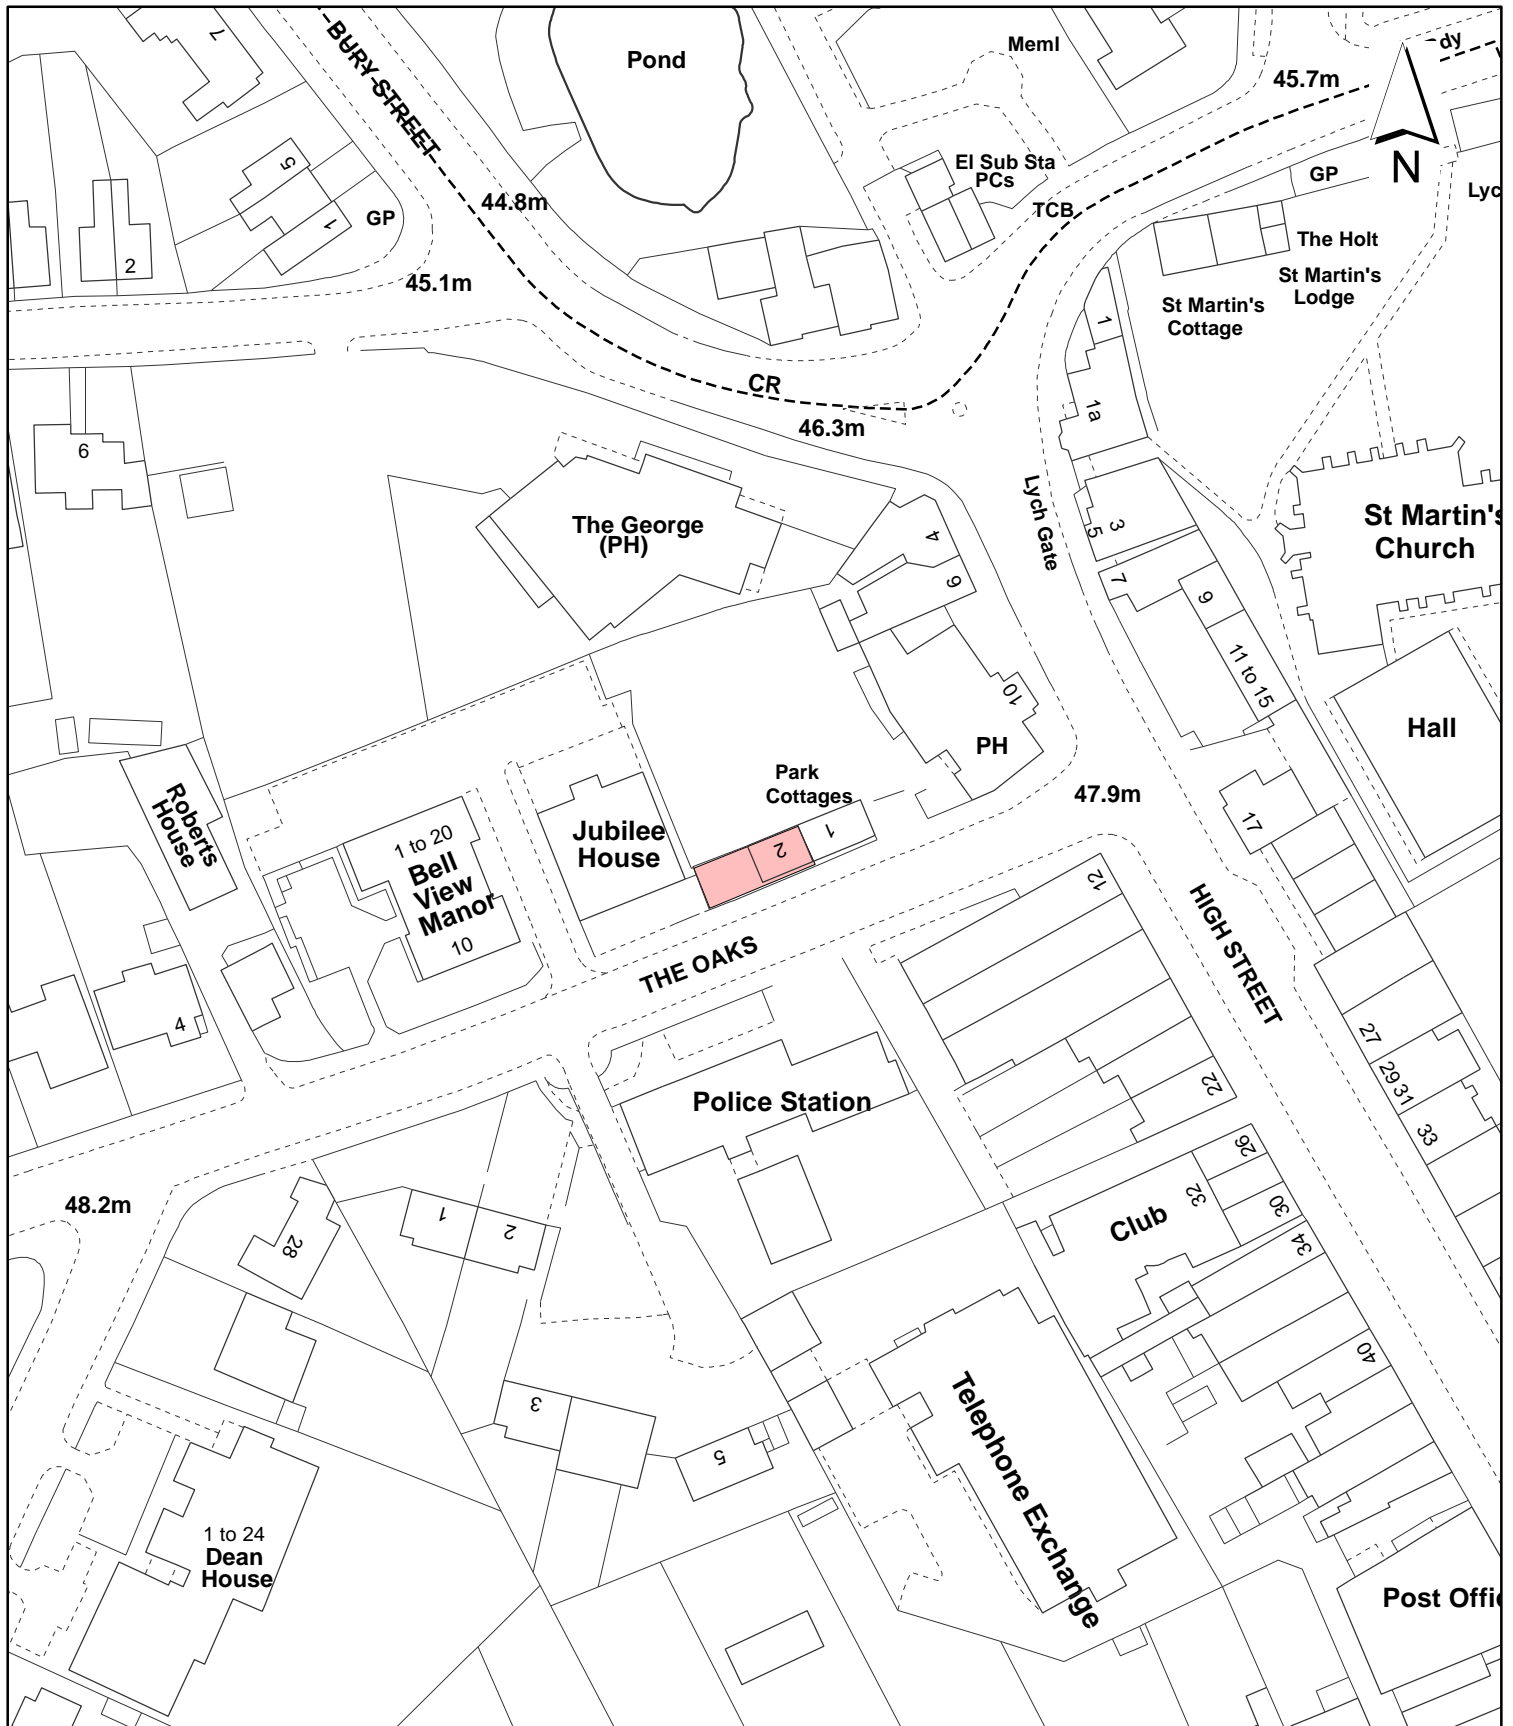 7
BURY STREET
Pond
Meml
45.7m
dy
N
5
El Sub Sta
PCs
GP
Lyc
44.8m
TCB
1
GP
The Holt
2
St Martin's
Lodge
45.1m
St Martin's
Cottage
1
CR
1a
46.3m
6
Lych Gate
The George
(PH)
4
3
5
St Martin's
Church
6
7
9
11 to 15
10
PH
Hall
Park
Cottages
47.9m
Roberts
House
1 to 20
Bell
View
Manor
10
Jubilee
House
2
1
17
12
HIGH STREET
THE OAKS
4
27
29
31
33
22
Police Station
26
32
30
Club
34
48.2m
28
1
2
40
3
5
Telephone Exchange
1 to 24
Dean
House
Post Offi